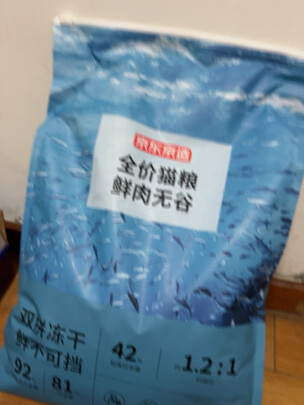 京东京造
全价猫粮
鲜肉无谷
双拼冻干
鲜不可挡
42%
1.2:1
92
81